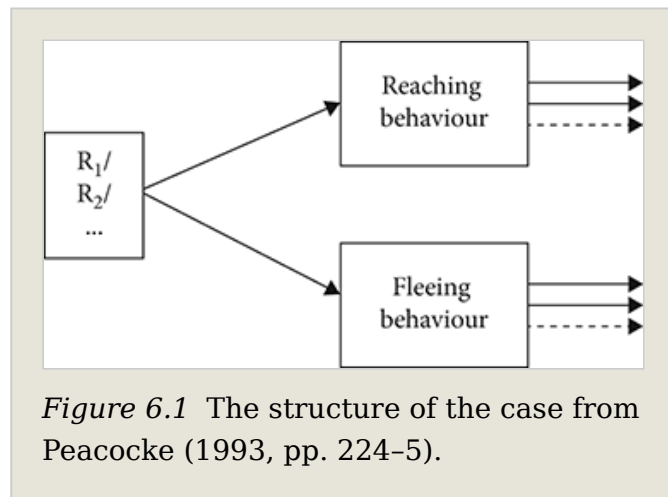 R₁/
R₂/
...
Reaching
behaviour
Fleeing
behaviour
Figure 6.1 The structure of the case from
Peacocke (1993, pp. 224–5).